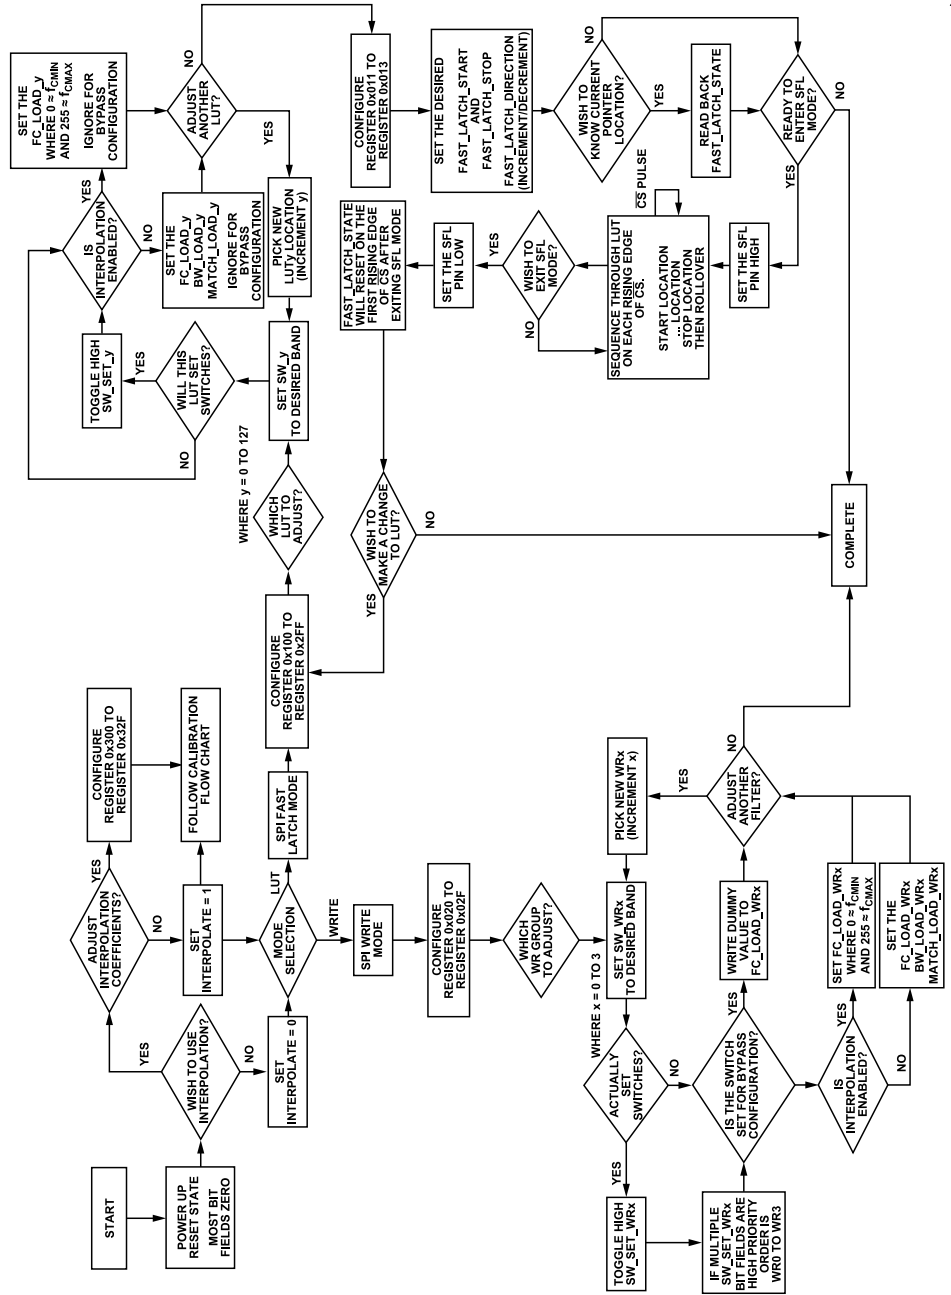 START
POWER UP
RESET STATE
MOST BIT
FIELDS ZERO
WISH TO USE
INTERPOLATION?
YES
NO
ADJUST
INTERPOLATION
COEFFICIENTS?
YES
NO
CONFIGURE
REGISTER 0x300 TO
REGISTER 0x32F
FOLLOW CALIBRATION
FLOW CHART
SET
INTERPOLATE = 1
SET
INTERPOLATE = 0
MODE
SELECTION
LUT
WRITE
SPI FAST
LATCH MODE
CONFIGURE
REGISTER 0x100 TO
REGISTER 0x2FF
WHICH
LUT TO
ADJUST?
WHERE y = 0 TO 127
SET SW_y
TO DESIRED BAND
WILL THIS
LUT SET
SWITCHES?
YES
NO
TOGGLE HIGH
SW_SET_y
IS
INTERPOLATION
ENABLED?
YES
NO
SET THE
FC_LOAD_y
WHERE 0 ≈ fCMIN
AND 255 ≈ fCMAX
IGNORE FOR
BYPASS
CONFIGURATION
SET THE
FC_LOAD_y
BW_LOAD_y
MATCH_LOAD_y
IGNORE FOR
BYPASS
CONFIGURATION
ADJUST
ANOTHER
LUT?
NO
YES
PICK NEW
LUTy LOCATION
(INCREMENT y)
CONFIGURE
REGISTER 0x011 TO
REGISTER 0x013
SET THE DESIRED
FAST_LATCH_START
AND
FAST_LATCH_STOP
FAST_LATCH_DIRECTION
(INCREMENT/DECREMENT)
WISH TO
KNOW CURRENT
POINTER
LOCATION?
NO
YES
READ BACK
FAST_LATCH_STATE
READY TO
ENTER SFL
MODE?
NO
YES
SET THE SFL
PIN HIGH
SEQUENCE THROUGH LUT
ON EACH RISING EDGE
OF CS.
START LOCATION
... LOCATION
STOP LOCATION
THEN ROLLOVER
CS PULSE
WISH TO
EXIT SFL
MODE?
YES
NO
SET THE SFL
PIN LOW
FAST_LATCH_STATE
WILL RESET ON THE
FIRST RISING EDGE
OF CS AFTER
EXITING SFL MODE
WISH TO
MAKE A CHANGE
TO LUT?
YES
NO
COMPLETE
SPI WRITE
MODE
CONFIGURE
REGISTER 0x020 TO
REGISTER 0x02F
WHICH
WR GROUP
TO ADJUST?
WHERE x = 0 TO 3
SET SW_WRx
TO DESIRED BAND
ACTUALLY
SET
SWITCHES?
YES
NO
TOGGLE HIGH
SW_SET_WRx
IF MULTIPLE
SW_SET_WRx
BIT FIELDS ARE
HIGH PRIORITY
ORDER IS
WR0 TO WR3
IS THE SWITCH
SET FOR BYPASS
CONFIGURATION?
YES
WRITE DUMMY
VALUE TO
FC_LOAD_WRx
IS
INTERPOLATION
ENABLED?
YES
NO
SET FC_LOAD_WRx
WHERE 0 ≈ fCMIN
AND 255 ≈ fCMAX
SET THE
FC_LOAD_WRx
BW_LOAD_WRx
MATCH_LOAD_WRx
ADJUST
ANOTHER
FILTER?
YES
NO
PICK NEW WRx
(INCREMENT x)